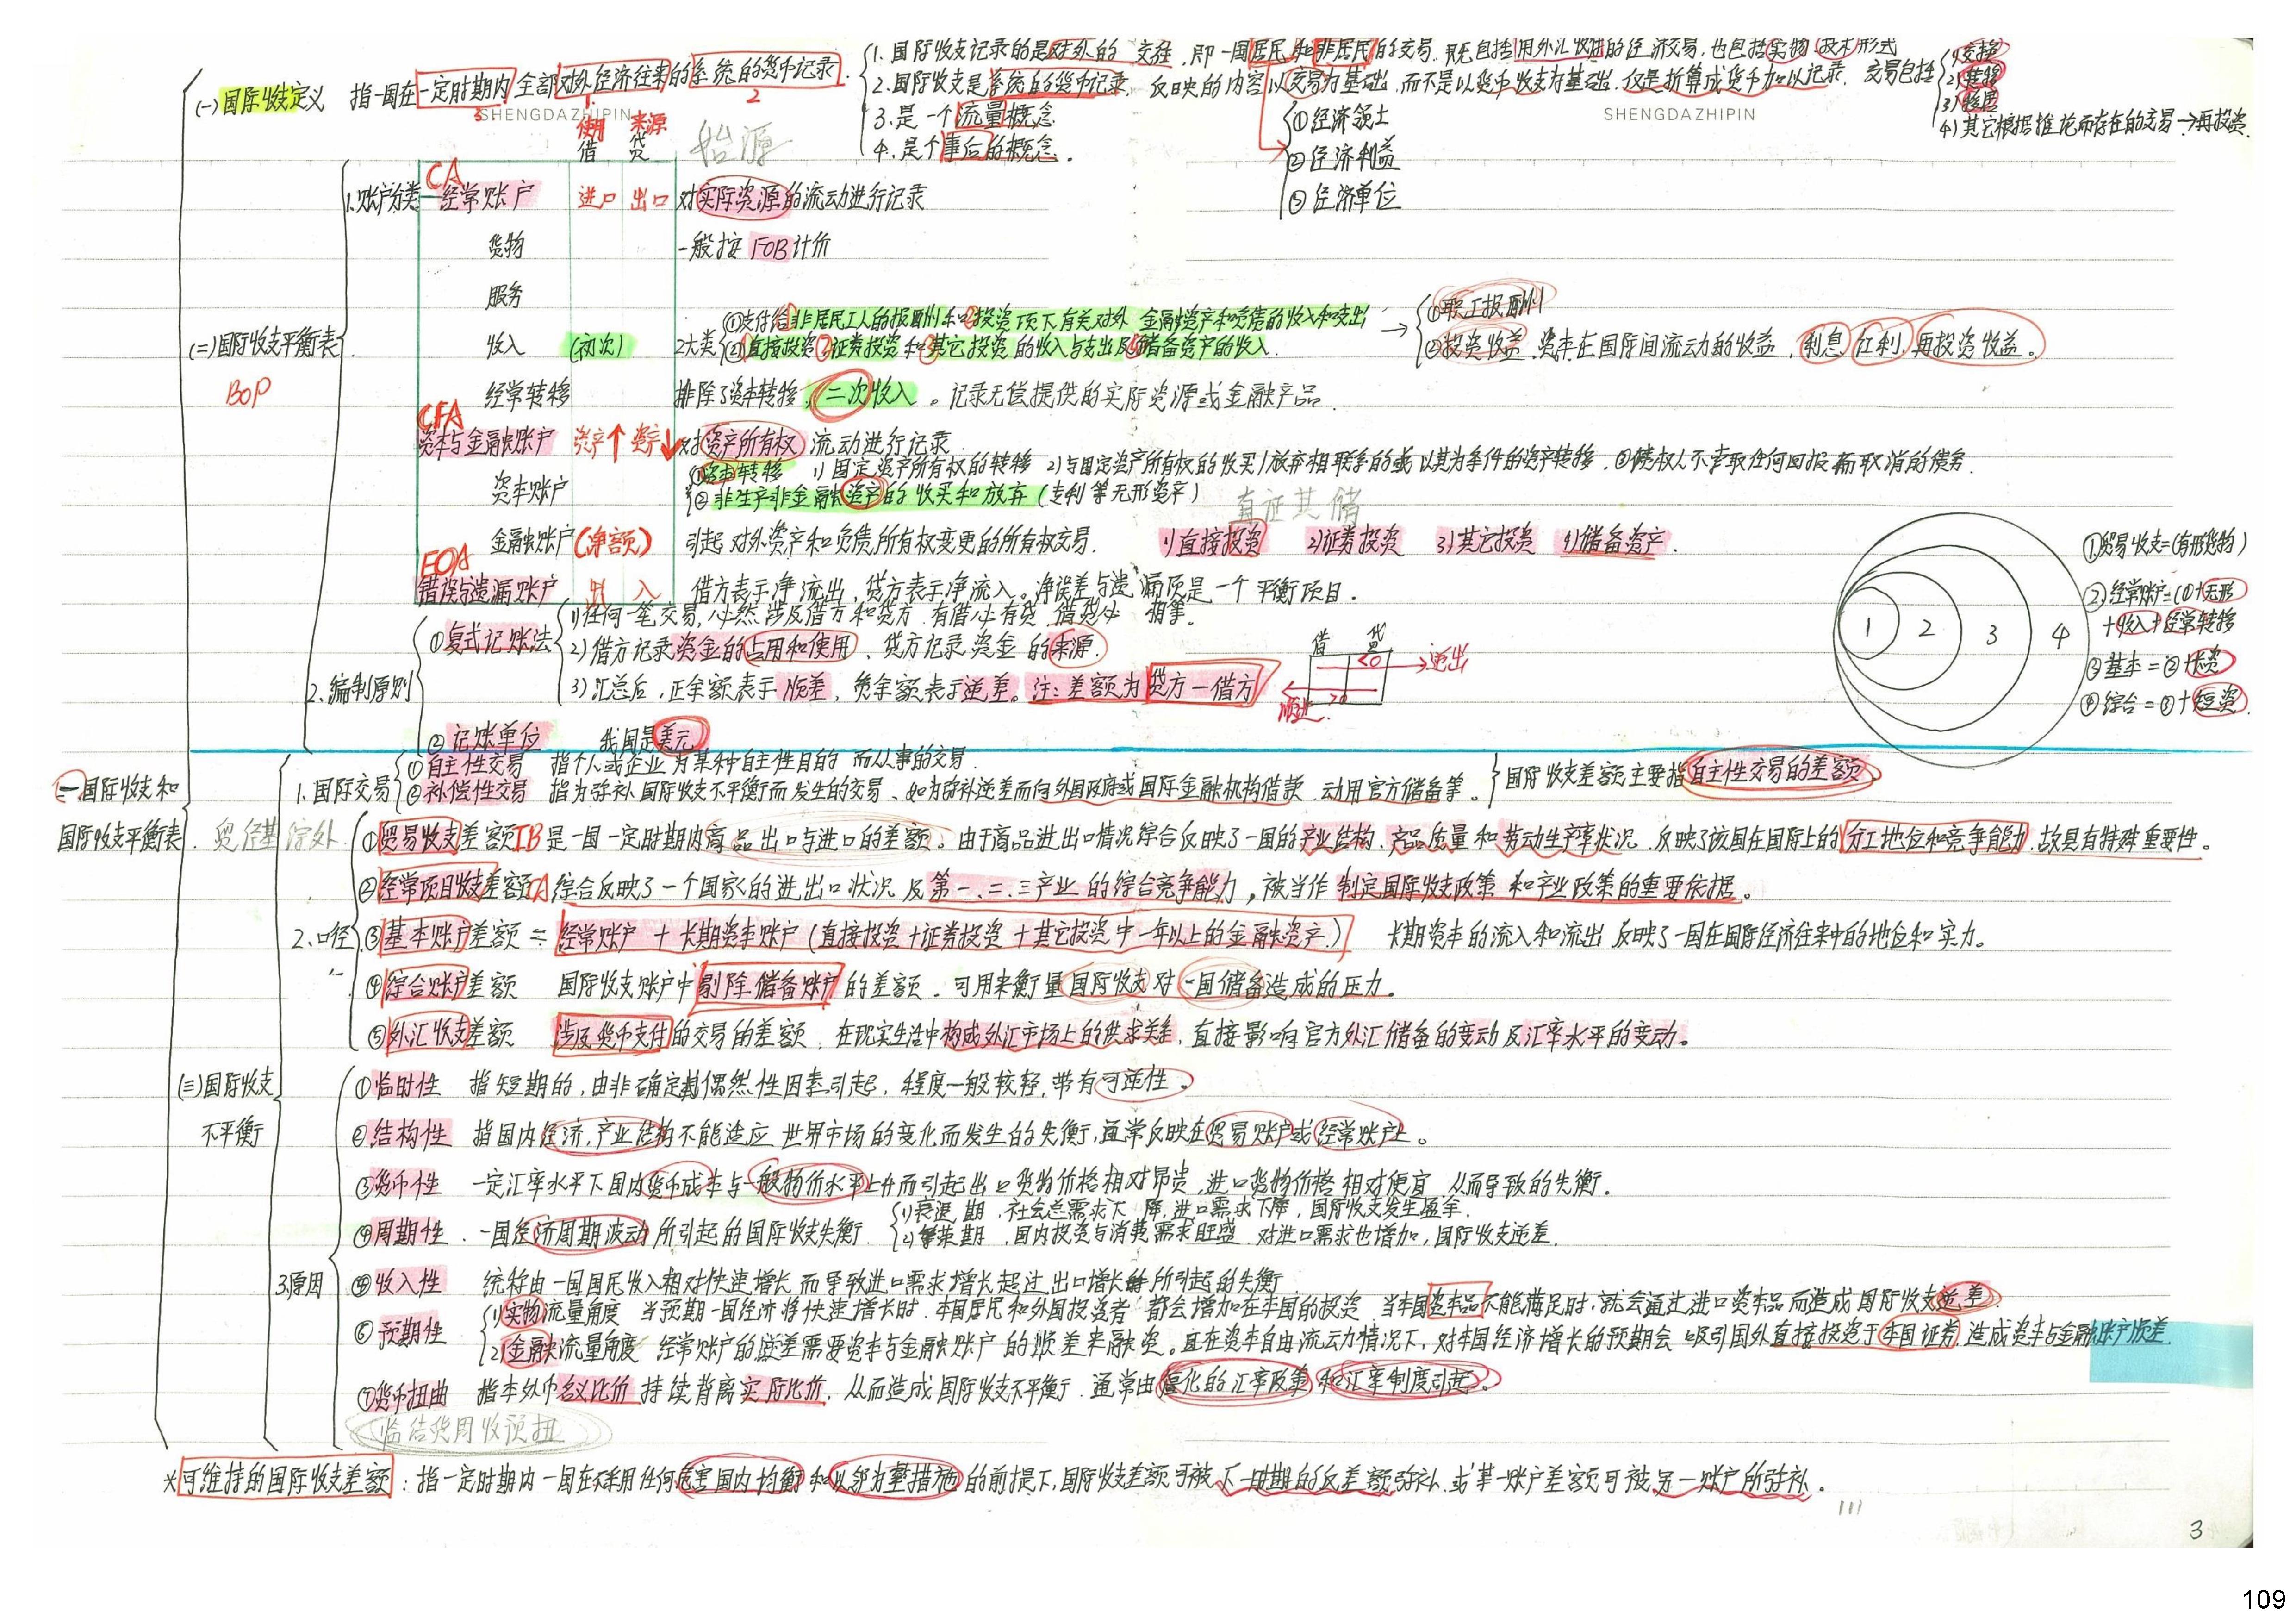 (一)国际收支定义 指一国在一定时期内全部对外经济往来的系统的货币记录.
1. 国际收支记录的是对外的 交往,即一国居民和非居民的交易.既包括用外汇收付的经济交易,也包括实物、技术形式
2. 国际收支是系统的货币记录, 反映的内容以交易为基础,而不是以货币收支为基础.仅是折算成货币加以记录. 交易包括
1)交换
2)转移
3)移居
4)其它根据推论而存在的交易→再投资.
3. 是一个流量概念
4. 是个事后的概念.
SHENGDAZHIPIN
SHENGDAZHIPIN
①经济领土
②经济利益
③经济单位
使用 来源
借 贷
(二)国际收支平衡表
BOP
1.账户分类
CA
经常账户 进口 出口 对实际资源的流动进行记录
货物 一般按 FOB计价
服务
收入 (初次) 2大类
①支付给非居民工人的报酬和②投资项下有关对外 金融资产和负债的收入和支出
②直接投资 证券投资和其它投资的收入与支出及储备资产的收入.
→ ①职工报酬
②投资收益.资本在国际间流动的收益,利息 红利,再投资收益。
经常转移 排除了资本转移,二次收入。记录无偿提供的实际资源或金融产品.
CFA
资本与金融账户 资产↑ 资产↓ 对资产所有权 流动进行记录
资本账户 ①资本转移 1)固定资产所有权的转移 2)与固定资产所有权的收买/放弃相联系的或以其为条件的资产转移,③债权人不索取任何回报而取消的债务.
②非生产非金融资产的收买和放弃(专利等无形资产)
直证其储
金融账户(净额) 引起对外资产和负债所有权变更的所有权交易. 1)直接投资 2)证券投资 3)其它投资 4)储备资产.
EOA
错误与遗漏账户 出 入 借方表示净流出,贷方表示净流入。净误差与遗漏项是一个平衡项目.
2.编制原则
①复式记账法
1)任何一笔交易,必然涉及借方和贷方 有借必有贷 借贷必 相等。
2)借方记录资金的占用和使用、贷方记录资金的来源.
3)汇总后,正余额表示顺差,负余额表示逆差。注:差额为贷方-借方
②记账单位 我国是美元
借 贷
<0 →逆出
顺进. >0
1 2 3 4
①贸易收支=(有形货物)
②经常账户=(①+无形
+收入+经常转移
③基本=②+长资
④综合=③+短资.
一 国际收支和
国际收支平衡表.
贸经基综外
(三)国际收支
不平衡
1.国际交易
①自主性交易 指个人或企业为某种自主性目的而从事的交易.
②补偿性交易 指为弥补国际收支不平衡而发生的交易、如为弥补逆差而向外国政府或国际金融机构借款,动用官方储备等。
国际收支差额主要指自主性交易的差额
2.口径
①贸易收支差额TB是一国一定时期内商品出口与进口的差额。由于商品进出口情况综合反映了一国的产业结构.产品质量和劳动生产率状况.反映了该国在国际上的分工地位和竞争能力,故具有特殊重要性。
②经常项目收支差额CA综合反映了一个国家的进出口状况及第一、二、三产业的综合竞争能力,被当作制定国际收支政策和产业政策的重要依据。
③基本账户差额=经常账户+长期资本账户(直接投资+证券投资+其它投资中一年以上的金融资产.) 长期资本的流入和流出反映了一国在国际经济往来中的地位和实力。
④综合账户差额 国际收支账户中剔除储备账户的差额.可用来衡量国际收支对一国储备造成的压力.
⑤外汇收支差额 涉及货币支付的交易的差额.在现实生活中构成外汇市场上的供求关系,直接影响官方外汇储备的变动及汇率水平的变动。
3.原因
①临时性 指短期的,由非确定或偶然性因素引起,程度一般较轻,带有可逆性。
②结构性 指国内经济,产业结构不能适应世界市场的变化而发生的失衡,通常反映在贸易账户或经常账户上。
③货币性 一定汇率水平下国内货币成本与一般物价水平上升而引起出口货物价格相对昂贵,进口货物价格相对便宜 从而导致的失衡.
④周期性. 一国经济周期波动所引起的国际收支失衡.
1)衰退期.社会总需求下降,进口需求下降,国际收支发生盈余.
2)繁荣期.国内投资与消费需求旺盛 对进口需求也增加,国际收支逆差.
⑤收入性 统称由一国国民收入相对快速增长而导致进口需求增长超过出口增长所引起的失衡
⑥预期性
1)实物流量角度 当预期一国经济将快速增长时.本国居民和外国投资者都会增加在本国的投资 当本国资本品不能满足时,就会通过进口资本品而造成国际收支逆差.
2)金融流量角度 经常账户的逆差需要资本与金融账户的顺差来融资。且在资本自由流动情况下,对本国经济增长的预期会吸引国外直接投资于本国证券,造成资本与金融账户顺差.
⑦货币扭曲 指本外币名义比价持续背离实际比价,从而造成国际收支不平衡.通常由僵化的汇率政策和汇率制度引起。
临结货周收预扭
*可维持的国际收支差额:指一定时期内一国在不采用任何危害国内均衡和以邻为壑措施的前提下,国际收支差额可被下一时期的反差额弥补,或某一账户差额可被另一账户所弥补.
3
109